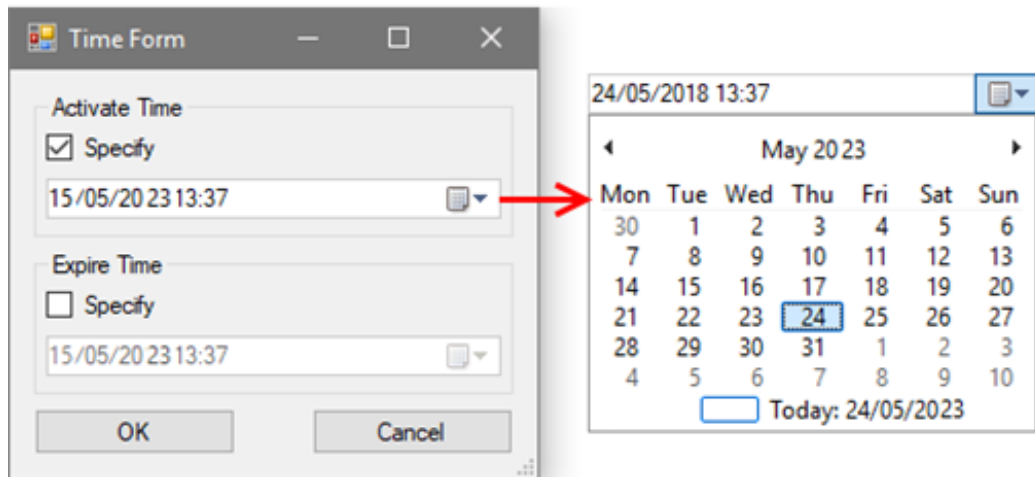 Time Form
Activate Time
Specify
15/05/2023 13:37
Expire Time
Specify
15/05/2023 13:37
OK Cancel
24/05/2018 13:37
May 2023
Mon Tue Wed Thu Fri Sat Sun
30 1 2 3 4 5 6
7 8 9 10 11 12 13
14 15 16 17 18 19 20
21 22 23 24 25 26 27
28 29 30 31 1 2 3
4 5 6 7 8 9 10
Today: 24/05/2023